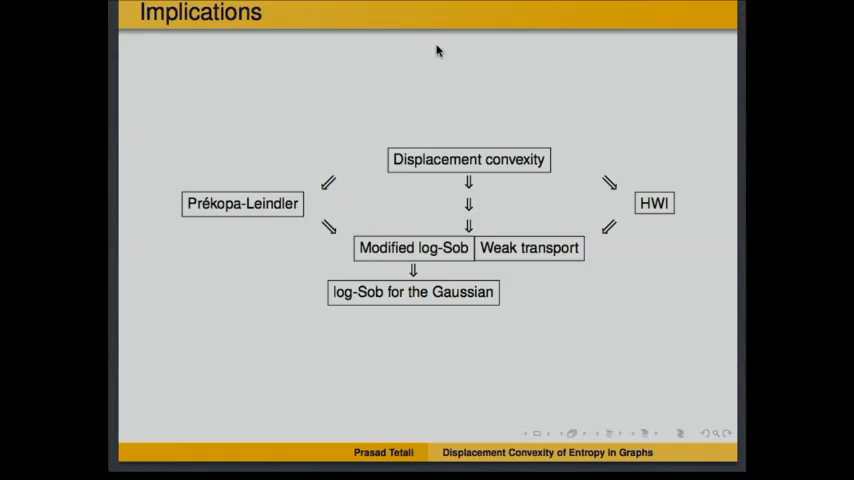 Implications
Displacement convexity
⇙ ⇓ ⇘
Prékopa-Leindler ⇓ HWI
⇘ ⇓ ⇙
Modified log-Sob Weak transport
⇓
log-Sob for the Gaussian
Prasad Tetali Displacement Convexity of Entropy in Graphs